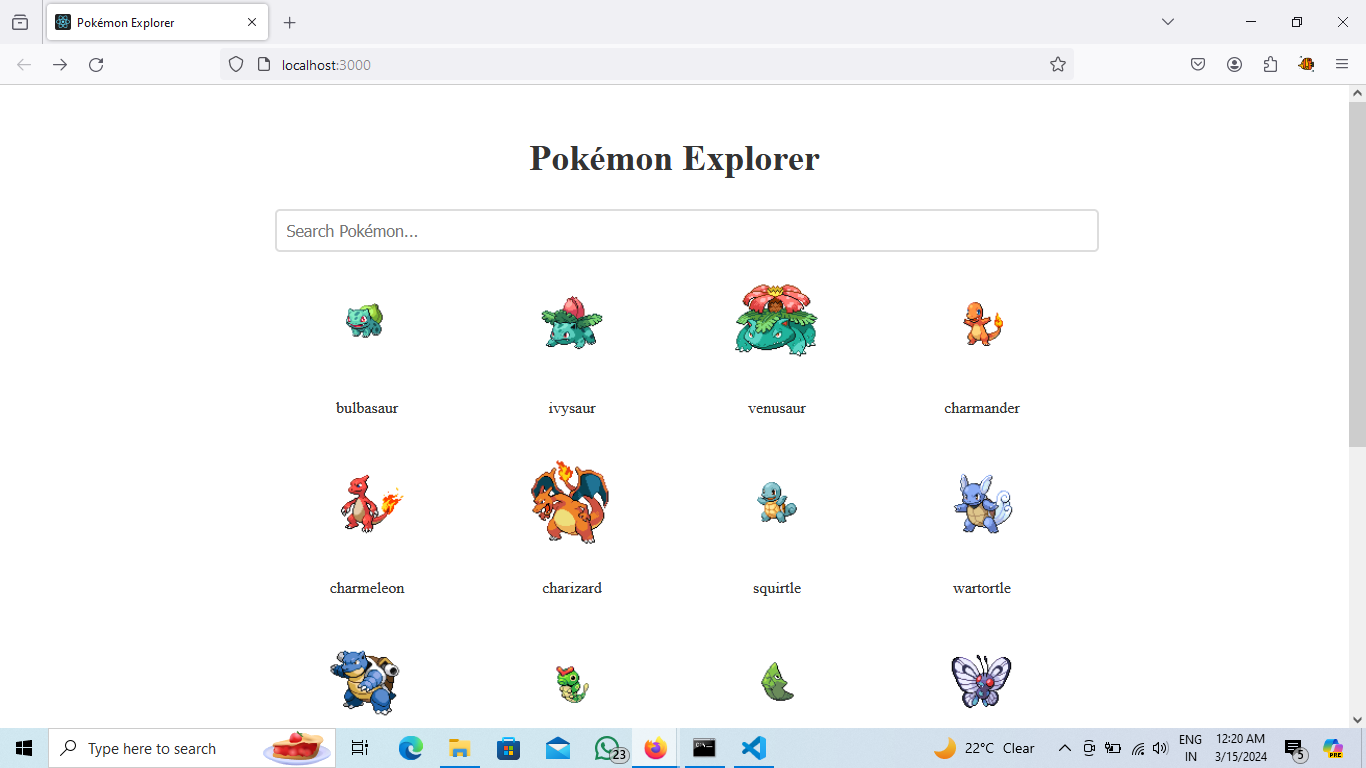 Pokémon Explorer
localhost:3000
Pokémon Explorer
Search Pokémon...
bulbasaur ivysaur venusaur charmander
charmeleon charizard squirtle wartortle
Type here to search
23
22°C Clear
ENG
IN
12:20 AM
3/15/2024
5
PRE